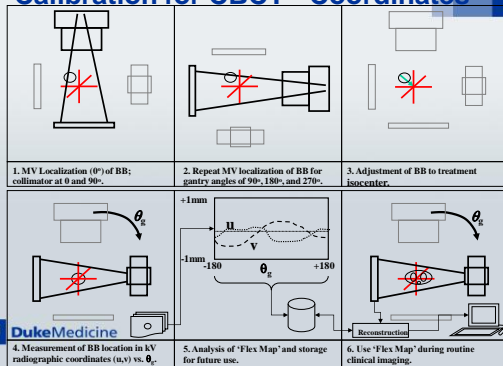 Calibration for CBCT - Coordinates
1. MV Localization (0°) of BB;
collimator at 0 and 90°.
2. Repeat MV localization of BB for
gantry angles of 90°, 180°, and 270°.
3. Adjustment of BB to treatment
isocenter.
θg
+1mm
u
v
-1mm
-180
θg
+180
θg
Reconstruction
DukeMedicine
4. Measurement of BB location in kV
radiographic coordinates (u,v) vs. θg.
5. Analysis of 'Flex Map' and storage
for future use.
6. Use 'Flex Map' during routine
clinical imaging.